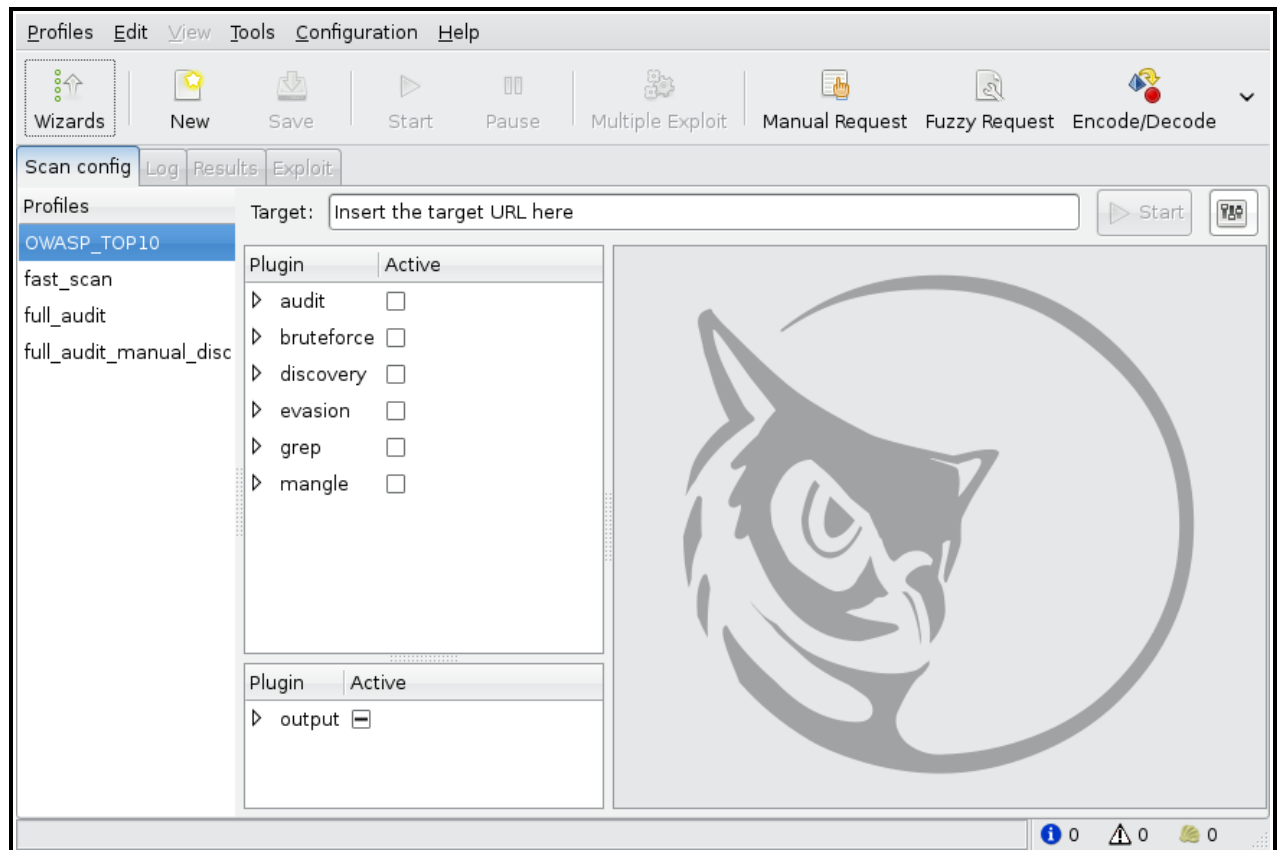 Profiles Edit View Tools Configuration Help
Wizards New Save Start Pause Multiple Exploit Manual Request Fuzzy Request Encode/Decode
Scan config Log Results Exploit
Profiles
OWASP_TOP10
fast_scan
full_audit
full_audit_manual_disc
Target: Insert the target URL here Start
Plugin Active
audit
bruteforce
discovery
evasion
grep
mangle
Plugin Active
output
0 0 0